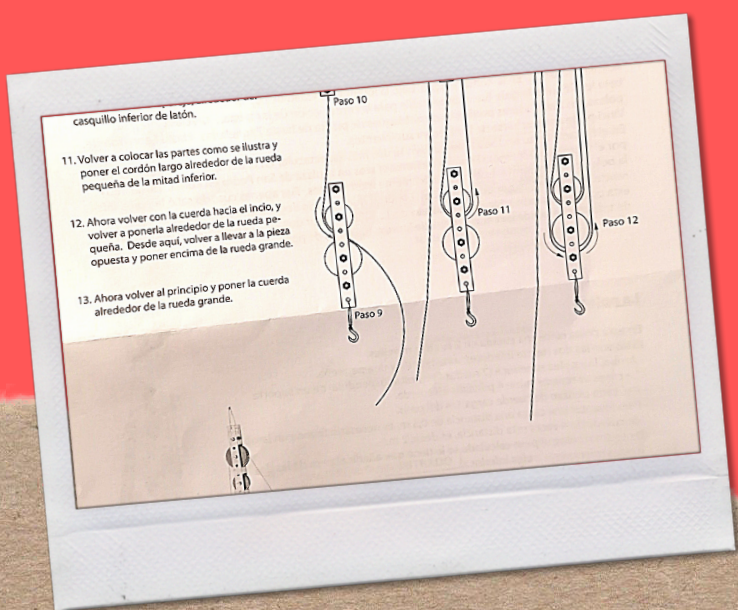 casquillo inferior de latón.
11. Volver a colocar las partes como se ilustra y
poner el cordón largo alrededor de la rueda
pequeña de la mitad inferior.
12. Ahora volver con la cuerda hacia el incio, y
volver a ponerla alrededor de la rueda pe-
queña. Desde aquí, volver a llevar a la pieza
opuesta y poner encima de la rueda grande.
13. Ahora volver al principio y poner la cuerda
alrededor de la rueda grande.
Paso 10
Paso 9
Paso 11
Paso 12